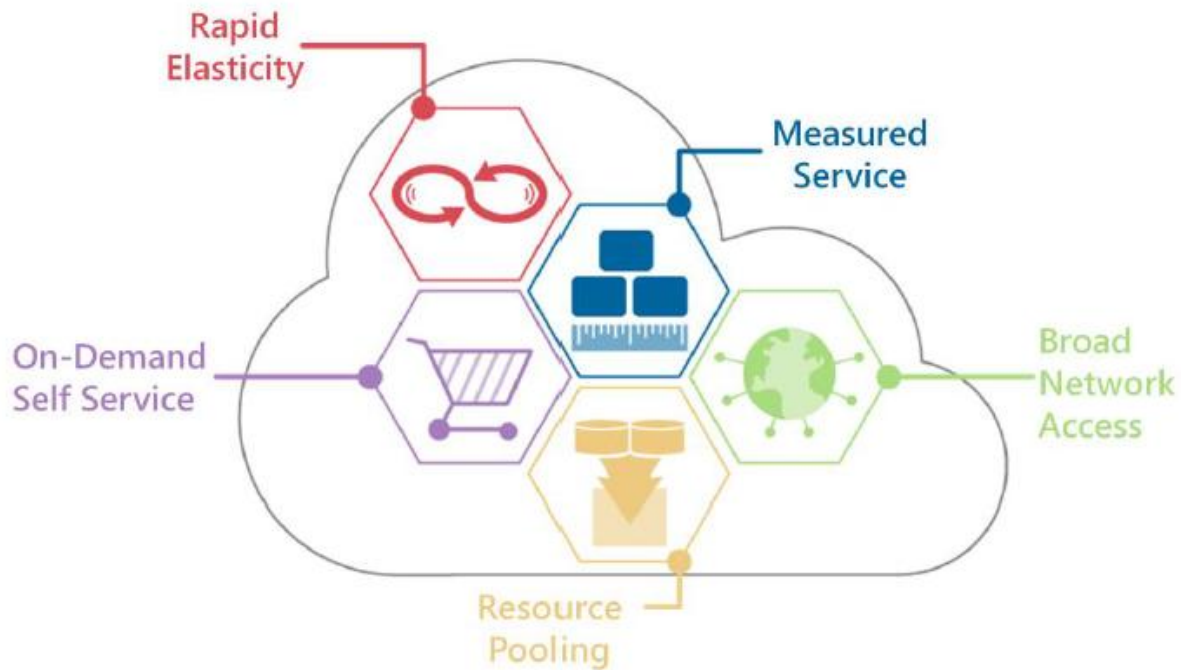 Rapid
Elasticity
Measured
Service
On-Demand
Self Service
Broad
Network
Access
Resource
Pooling